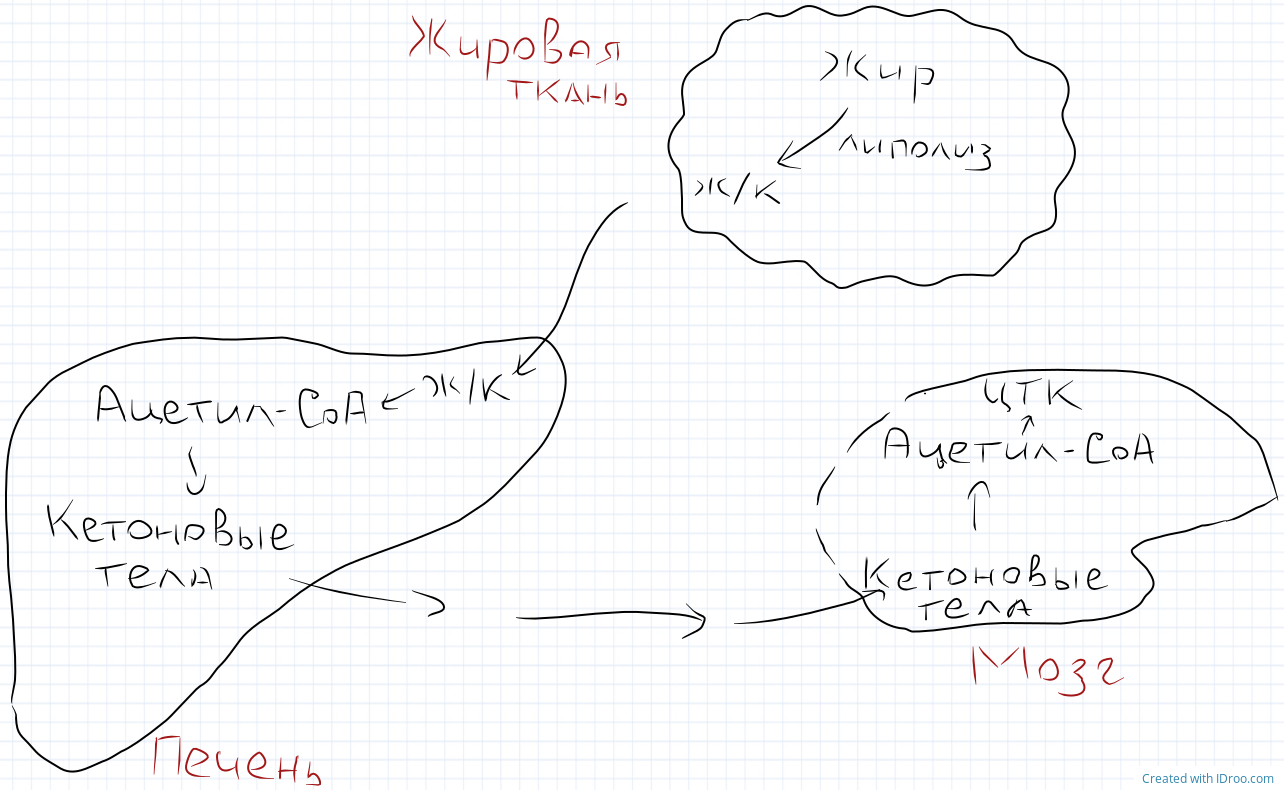 Жировая
ткань
Жир
липолиз
Ж/К
Ацетил-СоА
Ж/К
Кетоновые
тела
Печень
ЦТК
Ацетил-СоА
Кетоновые
тела
Мозг
Created with IDroo.com